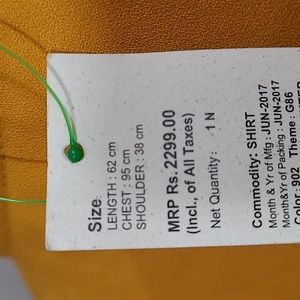 Size
LENGTH : 62 cm
CHEST : 95 cm
SHOULDER : 38 cm
MRP Rs. 2299.00
(Incl., of All Taxes)
Net Quantity : 1 N
Commodity: SHIRT
Month & Yr of Mfg : JUN-2017
Month&Yr of Packing : JUN-2017
Color : 902 Theme : G86